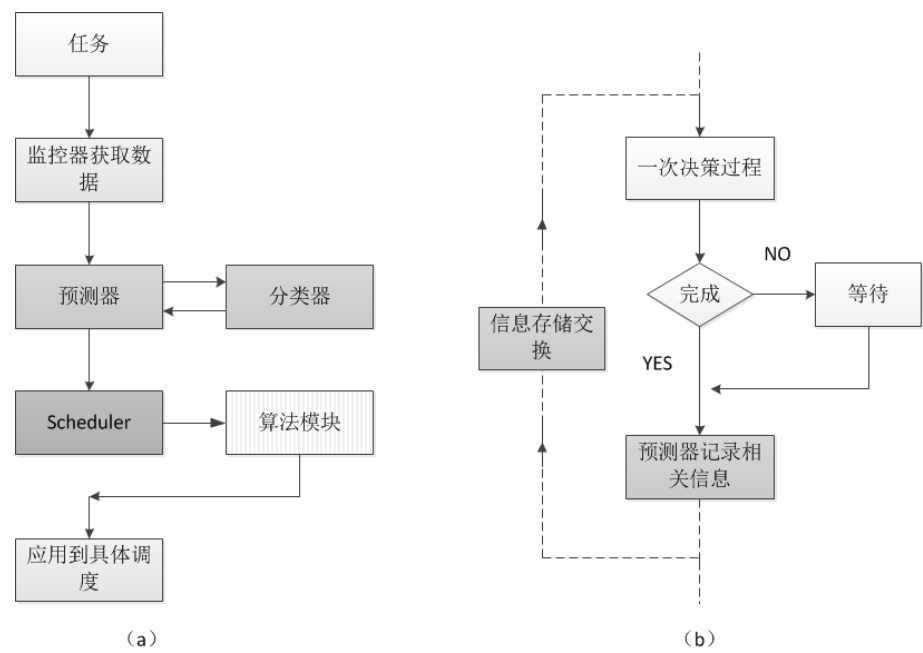 任务
监控器获取数
据
预测器
分类器
Scheduler
算法模块
应用到具体调
度
（a）
一次决策过程
完成
NO
等待
信息存储交
换
YES
预测器记录相
关信息
（b）